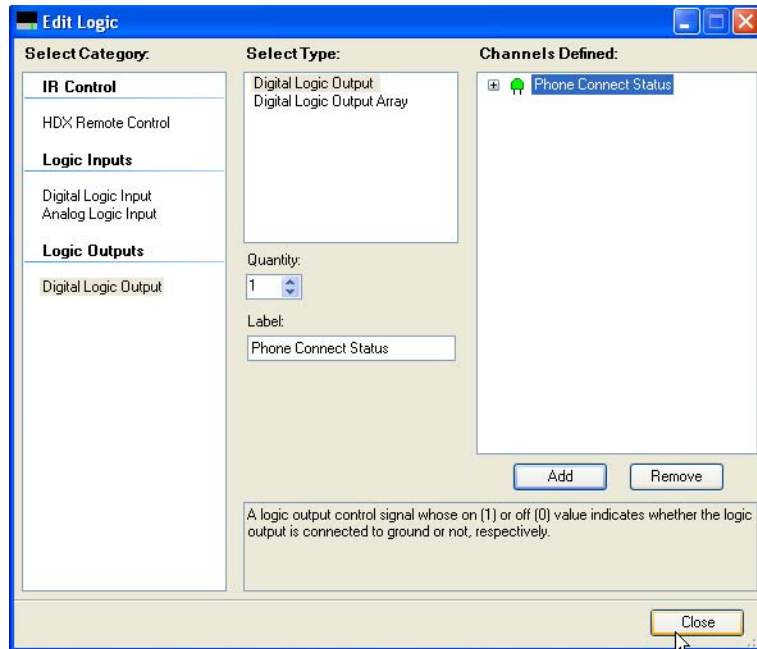 Edit Logic
Select Category:
IR Control
HDX Remote Control
Logic Inputs
Digital Logic Input
Analog Logic Input
Logic Outputs
Digital Logic Output
Select Type:
Digital Logic Output
Digital Logic Output Array
Quantity:
1
Label:
Phone Connect Status
Channels Defined:
Phone Connect Status
Add
Remove
A logic output control signal whose on (1) or off (0) value indicates whether the logic
output is connected to ground or not, respectively.
Close